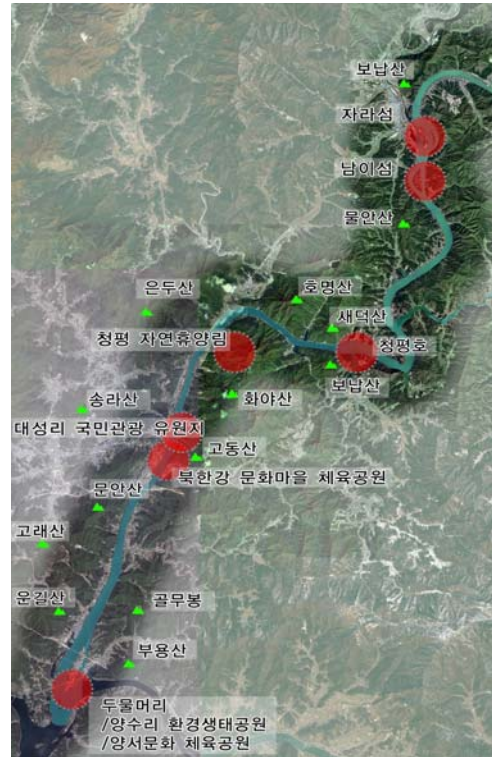 보납산
자라섬
남이섬
물안산
은두산
호명산
새덕산
청평 자연휴양림
청평호
보납산
송라산
화야산
대성리 국민관광 유원지
고동산
북한강 문화마을 체육공원
문안산
고래산
운길산
골무봉
부용산
두물머리
/양수리 환경생태공원
/양서문화 체육공원